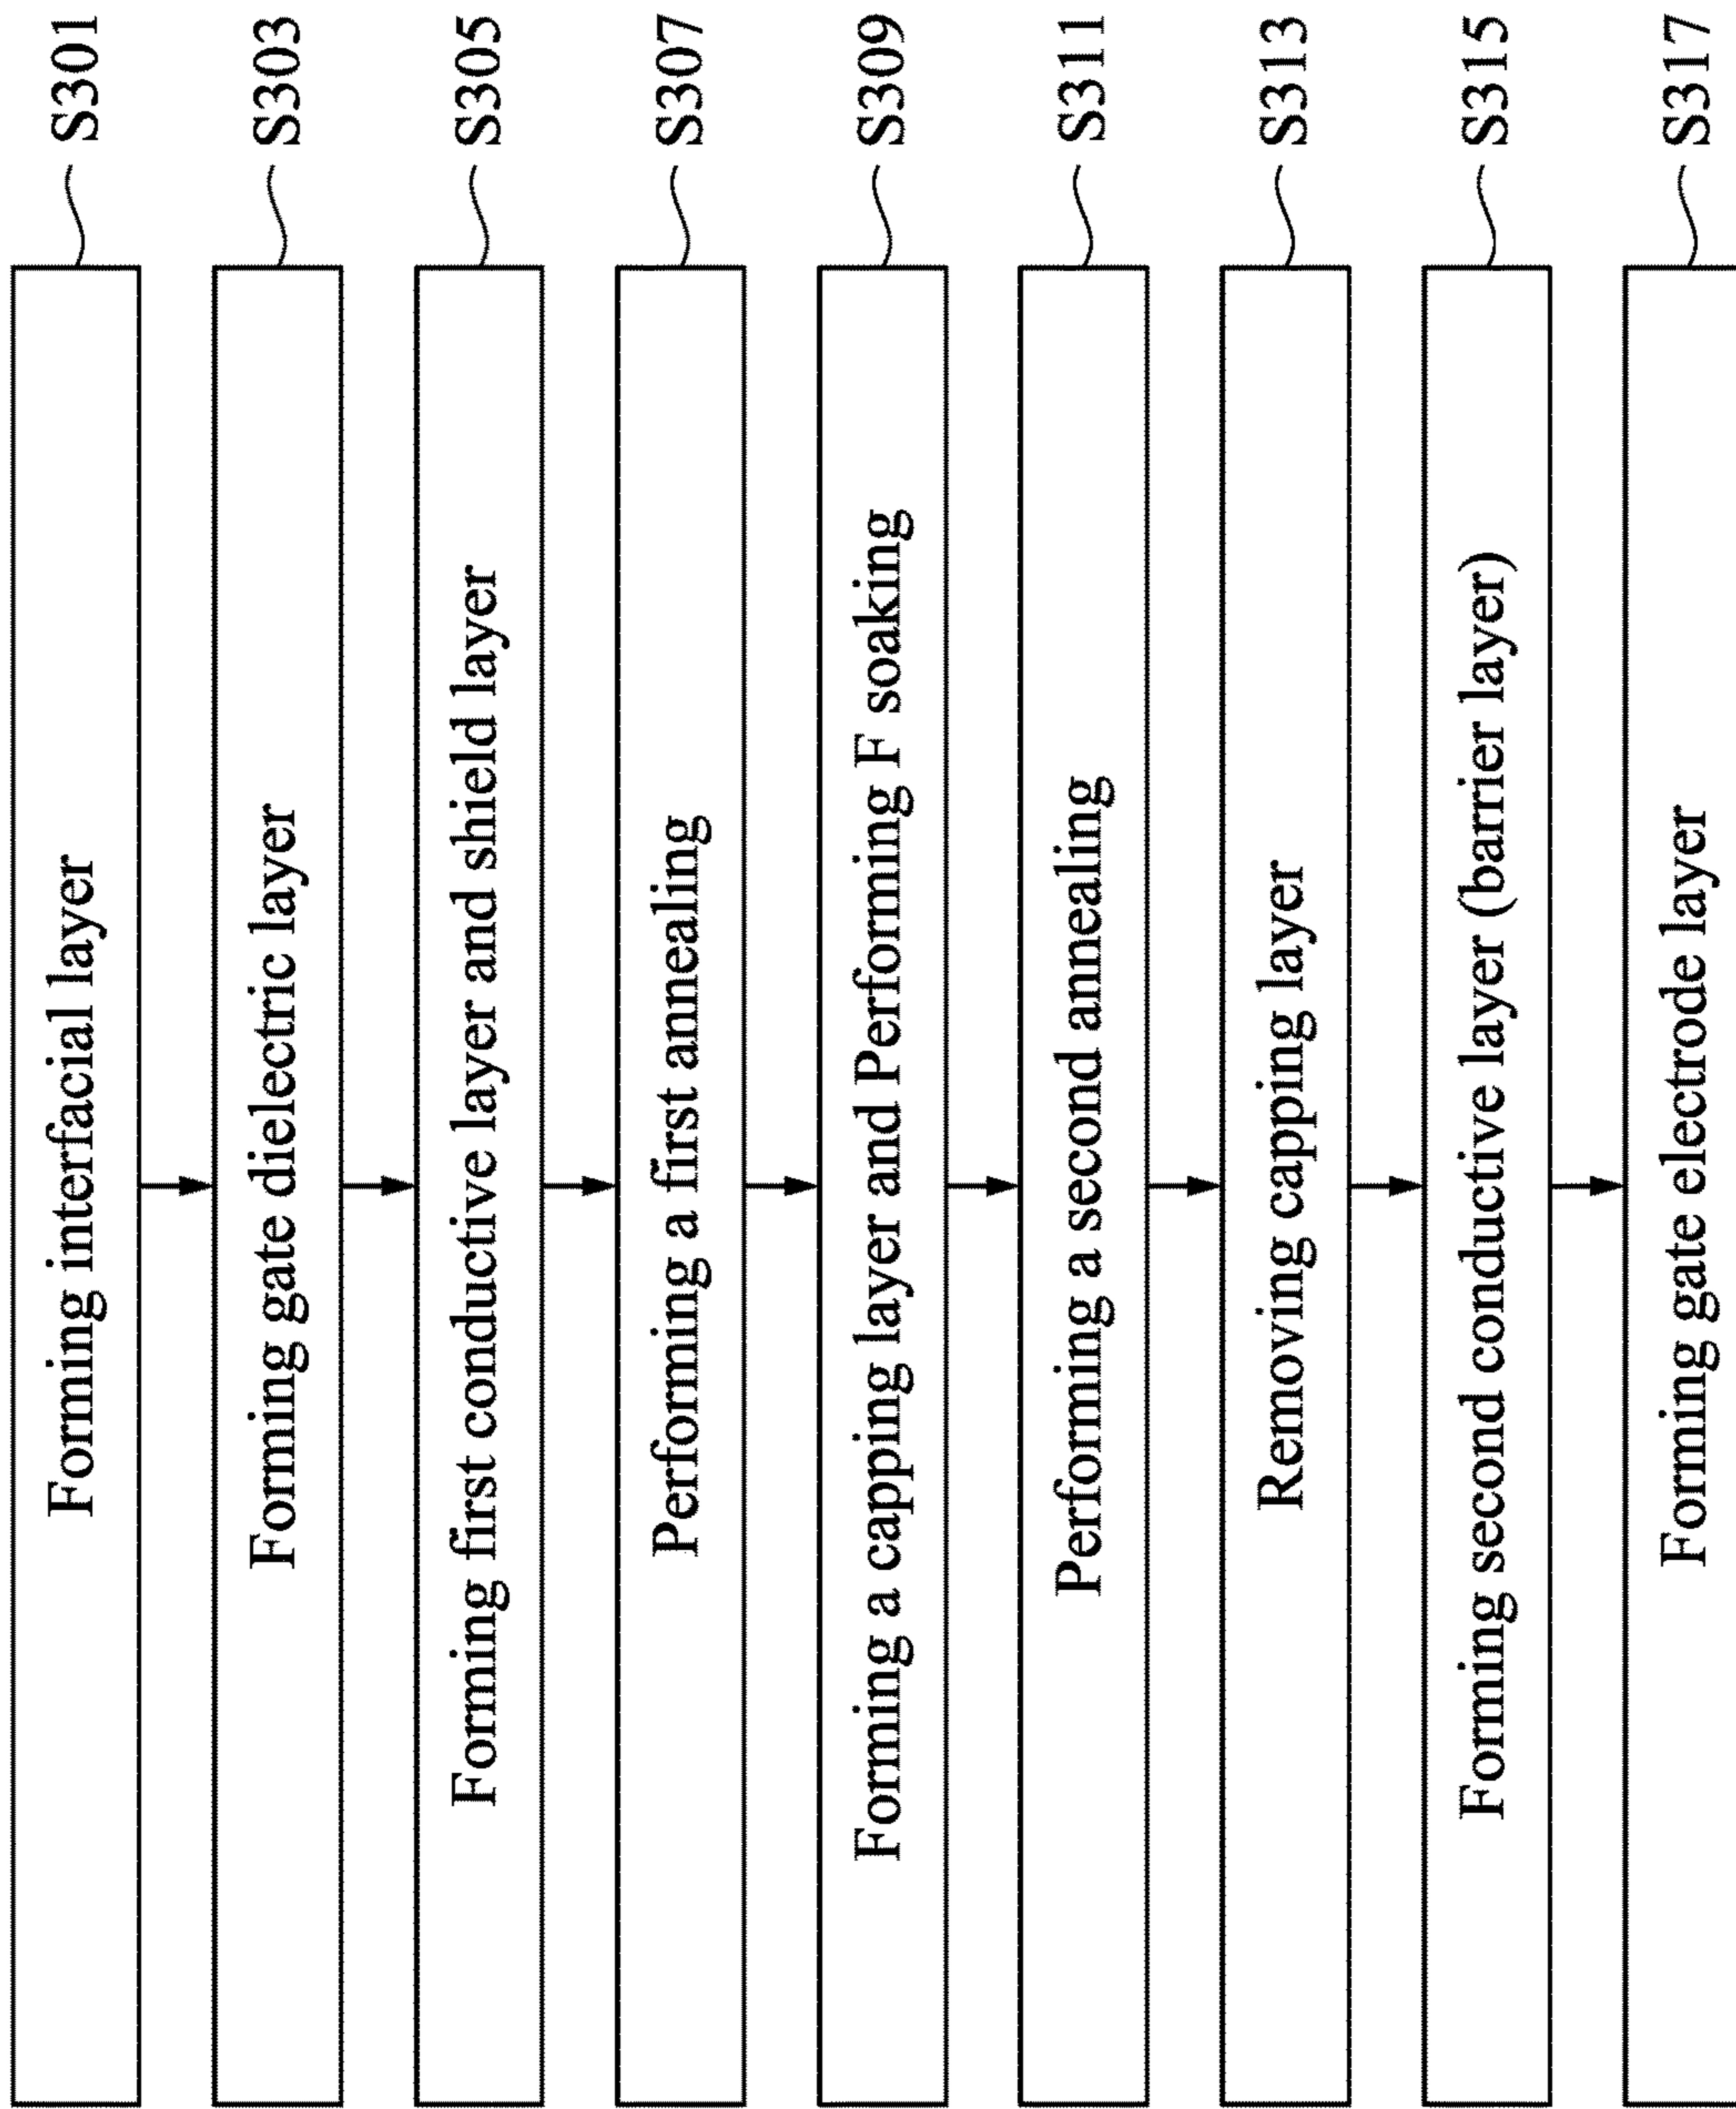 Forming interfacial layer S301
Forming gate dielectric layer S303
Forming first conductive layer and shield layer S305
Performing a first annealing S307
Forming a capping layer and Performing F soaking S309
Performing a second annealing S311
Removing capping layer S313
Forming second conductive layer (barrier layer) S315
Forming gate electrode layer S317